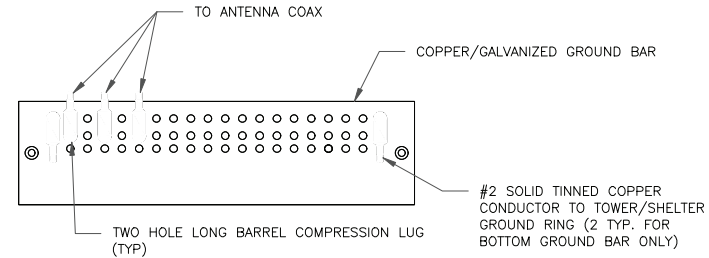 TO ANTENNA COAX
COPPER/GALVANIZED GROUND BAR
#2 SOLID TINNED COPPER
CONDUCTOR TO TOWER/SHELTER
GROUND RING (2 TYP. FOR
BOTTOM GROUND BAR ONLY)
TWO HOLE LONG BARREL COMPRESSION LUG
(TYP)